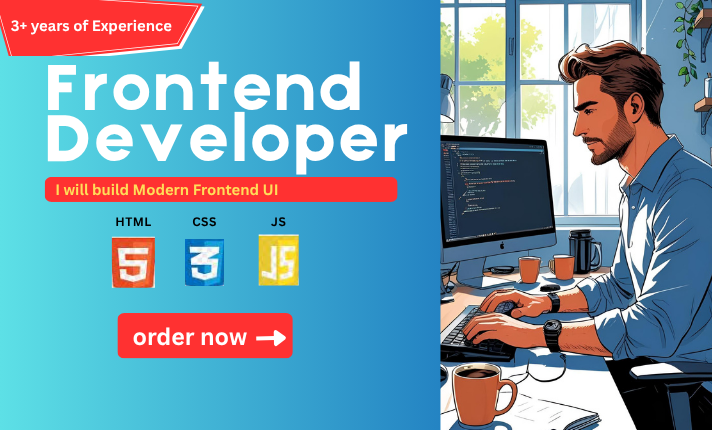 3+ years of Experience
Frontend
Developer
I will build Modern Frontend UI
HTML CSS JS
5 3 JS
order now